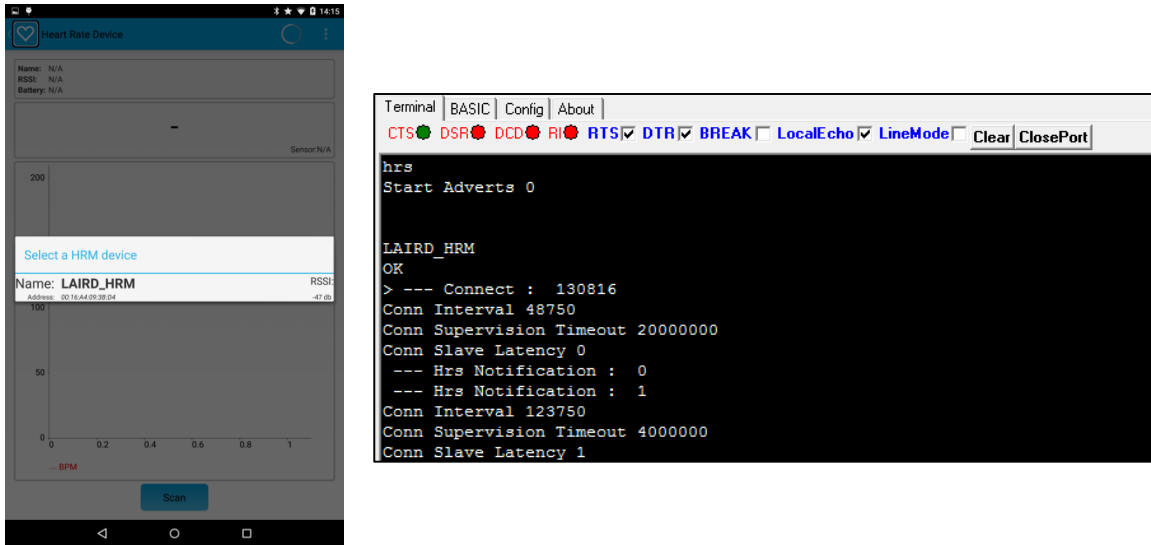 14:15
Heart Rate Device
Name: N/A
RSSI: N/A
Battery: N/A
-
Sensor:N/A
200
Select a HRM device
Name: LAIRD_HRM RSSI:
Address: 00:16:A4:09:3B:D4 -47 db
100
50
0
0 0.2 0.4 0.6 0.8 1
... BPM
Scan
Terminal BASIC Config About
CTS DSR DCD RI RTS DTR BREAK LocalEcho LineMode Clear ClosePort
hrs
Start Adverts 0
LAIRD_HRM
OK
> --- Connect : 130816
Conn Interval 48750
Conn Supervision Timeout 20000000
Conn Slave Latency 0
--- Hrs Notification : 0
--- Hrs Notification : 1
Conn Interval 123750
Conn Supervision Timeout 4000000
Conn Slave Latency 1